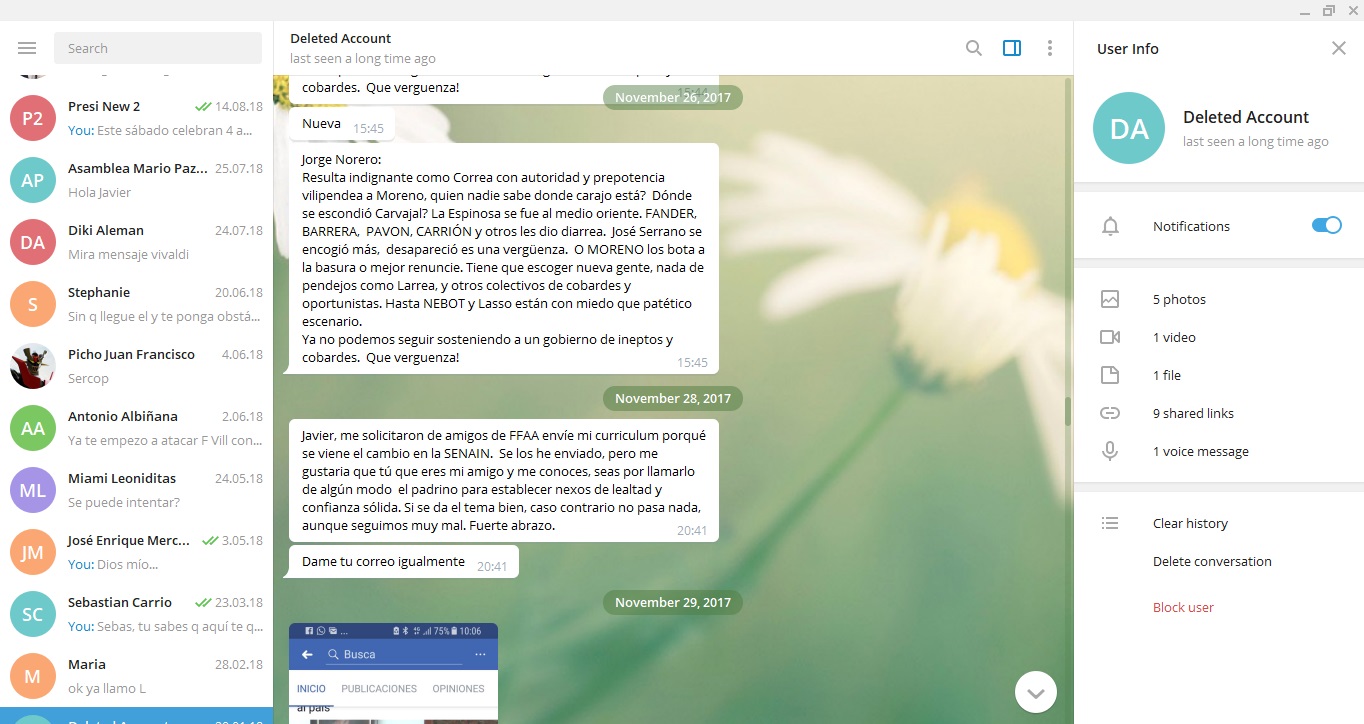 Search
P2
Presi New 2
14.08.18
You: Este sábado celebran 4 a...
AP
Asamblea Mario Paz...
25.07.18
Hola Javier
DA
Diki Aleman
24.07.18
Mira mensaje vivaldi
S
Stephanie
20.06.18
Sin q llegue el y te ponga obstá...
Picho Juan Francisco
4.06.18
Sercop
AA
Antonio Albiñana
2.06.18
Ya te empezo a atacar F Vill con...
ML
Miami Leoniditas
24.05.18
Se puede intentar?
JM
José Enrique Merc...
3.05.18
You: Dios mío...
SC
Sebastian Carrio
23.03.18
You: Sebas, tu sabes q aquí te q...
M
Maria
28.02.18
ok ya llamo L
Deleted Account
last seen a long time ago
cobardes.  Que verguenza!
15:44
November 26, 2017
Nueva
15:45
Jorge Norero:
Resulta indignante como Correa con autoridad y prepotencia
vilipendea a Moreno, quien nadie sabe donde carajo está?  Dónde
se escondió Carvajal? La Espinosa se fue al medio oriente. FANDER,
BARRERA,  PAVON, CARRIÓN y otros les dio diarrea.  José Serrano se
encogió más,  desapareció es una vergüenza.  O MORENO los bota a
la basura o mejor renuncie. Tiene que escoger nueva gente, nada de
pendejos como Larrea, y otros colectivos de cobardes y
oportunistas. Hasta NEBOT y Lasso están con miedo que patético
escenario.
Ya no podemos seguir sosteniendo a un gobierno de ineptos y
cobardes.  Que verguenza!
15:45
November 28, 2017
Javier, me solicitaron de amigos de FFAA envíe mi curriculum porqué
se viene el cambio en la SENAIN.  Se los he enviado, pero me
gustaria que tú que eres mi amigo y me conoces, seas por llamarlo
de algún modo  el padrino para establecer nexos de lealtad y
confianza sólida. Si se da el tema bien, caso contrario no pasa nada,
aunque seguimos muy mal. Fuerte abrazo.
20:41
Dame tu correo igualmente
20:41
November 29, 2017
75% 10:06
Busca
INICIO PUBLICACIONES OPINIONES
al país
User Info
DA
Deleted Account
last seen a long time ago
Notifications
5 photos
1 video
1 file
9 shared links
1 voice message
Clear history
Delete conversation
Block user